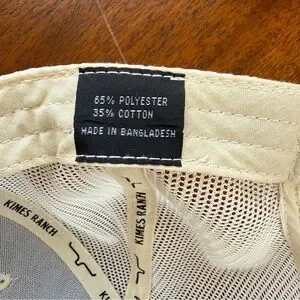 65% POLYESTER
35% COTTON
MADE IN BANGLADESH
KIMES RANCH
KIMES RANCH